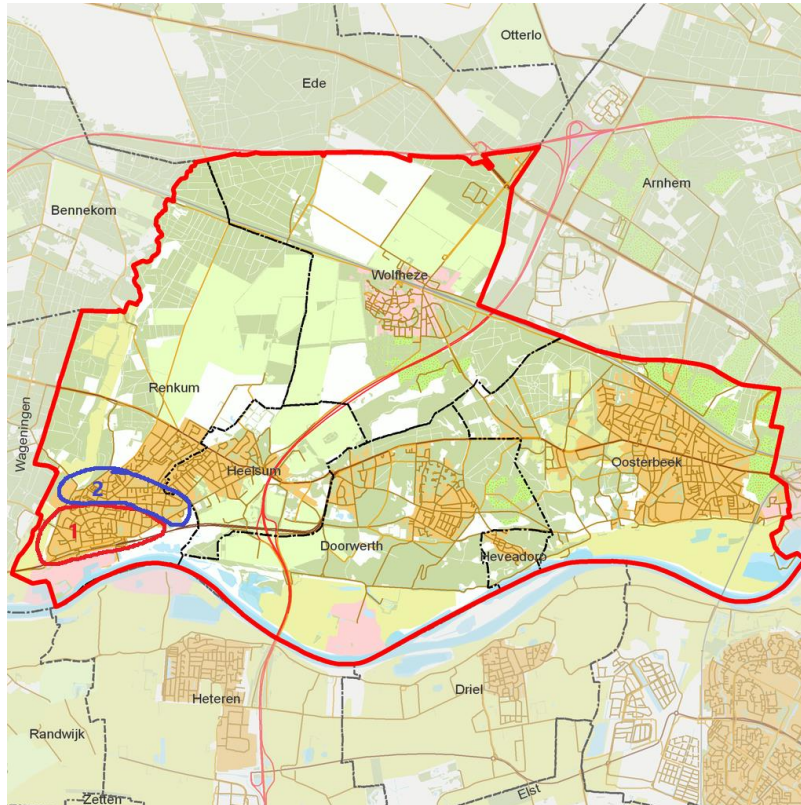 Otterlo
Ede
Arnhem
Bennekom
Wolfheze
Renkum
Wageningen
Heelsum
Oosterbeek
2
1
Doorwerth
Heveadorp
Heteren
Driel
Randwijk
Zetten
Elst